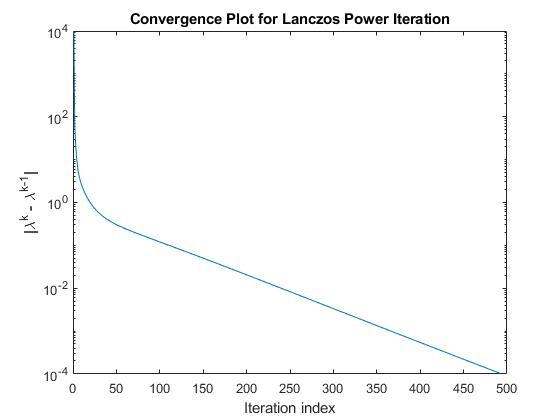 Convergence Plot for Lanczos Power Iteration
10^4
10^2
10^0
10^-2
10^-4
|λ^k - λ^k-1|
0 50 100 150 200 250 300 350 400 450 500
Iteration index